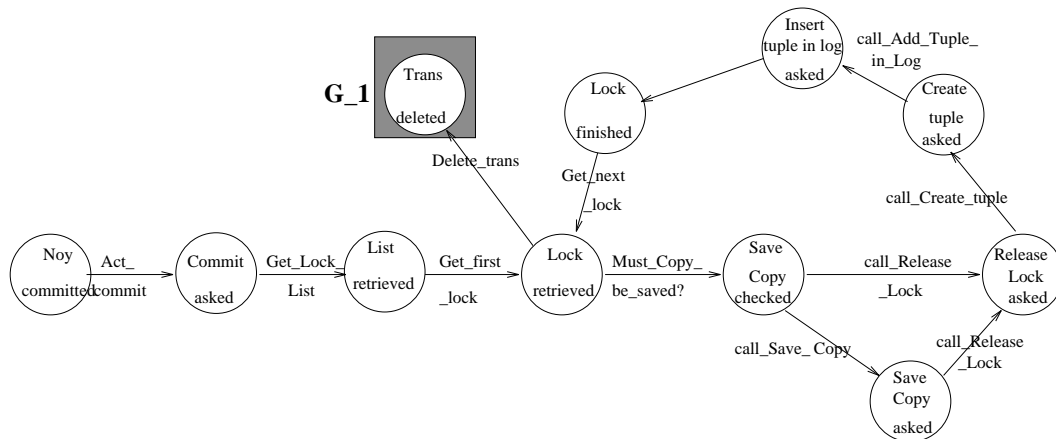 Insert
tuple in log
asked
call_Add_Tuple_
in_Log
G_1
Trans
deleted
Lock
finished
Create
tuple
asked
Delete_trans
Get_next
_lock
call_Create_tuple
Noy
committed
Act_
commit
Commit
asked
Get_Lock_
List
List
retrieved
Get_first
_lock
Lock
retrieved
Must_Copy_
be_saved?
Save
Copy
checked
call_Release
_Lock
Release
Lock
asked
call_Save_ Copy
call_Release
_Lock
Save
Copy
asked